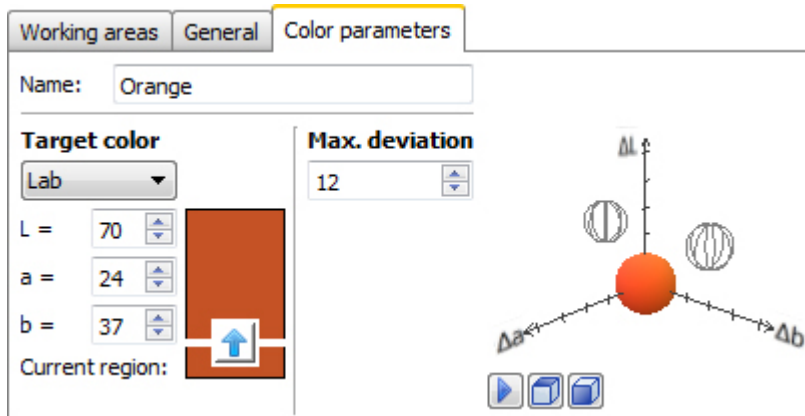 Working areas General Color parameters
Name: Orange
Target color Max. deviation
Lab 12
L = 70
a = 24
b = 37
Current region:
ΔL
Δa Δb